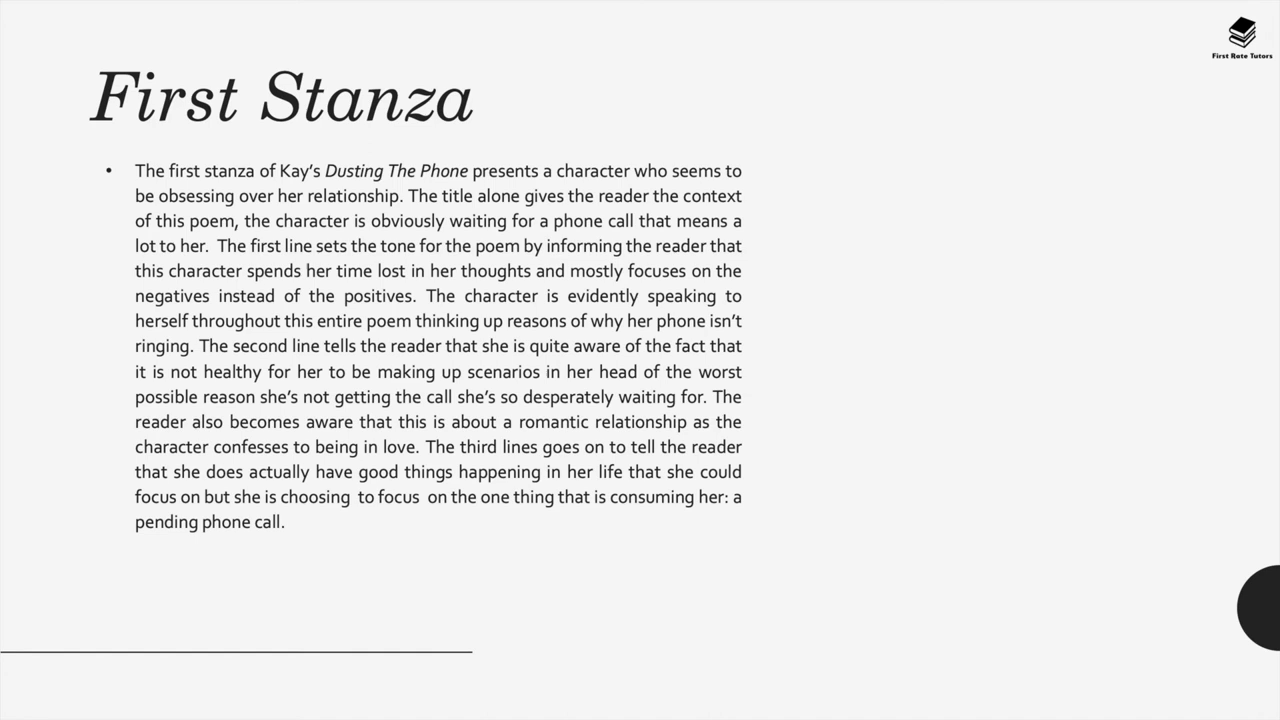 First Rate Tutors
First Stanza
• The first stanza of Kay’s Dusting The Phone presents a character who seems to
be obsessing over her relationship. The title alone gives the reader the context
of this poem, the character is obviously waiting for a phone call that means a
lot to her.  The first line sets the tone for the poem by informing the reader that
this character spends her time lost in her thoughts and mostly focuses on the
negatives instead of the positives. The character is evidently speaking to
herself throughout this entire poem thinking up reasons of why her phone isn’t
ringing. The second line tells the reader that she is quite aware of the fact that
it is not healthy for her to be making up scenarios in her head of the worst
possible reason she’s not getting the call she’s so desperately waiting for. The
reader also becomes aware that this is about a romantic relationship as the
character confesses to being in love. The third lines goes on to tell the reader
that she does actually have good things happening in her life that she could
focus on but she is choosing  to focus  on the one thing that is consuming her: a
pending phone call.